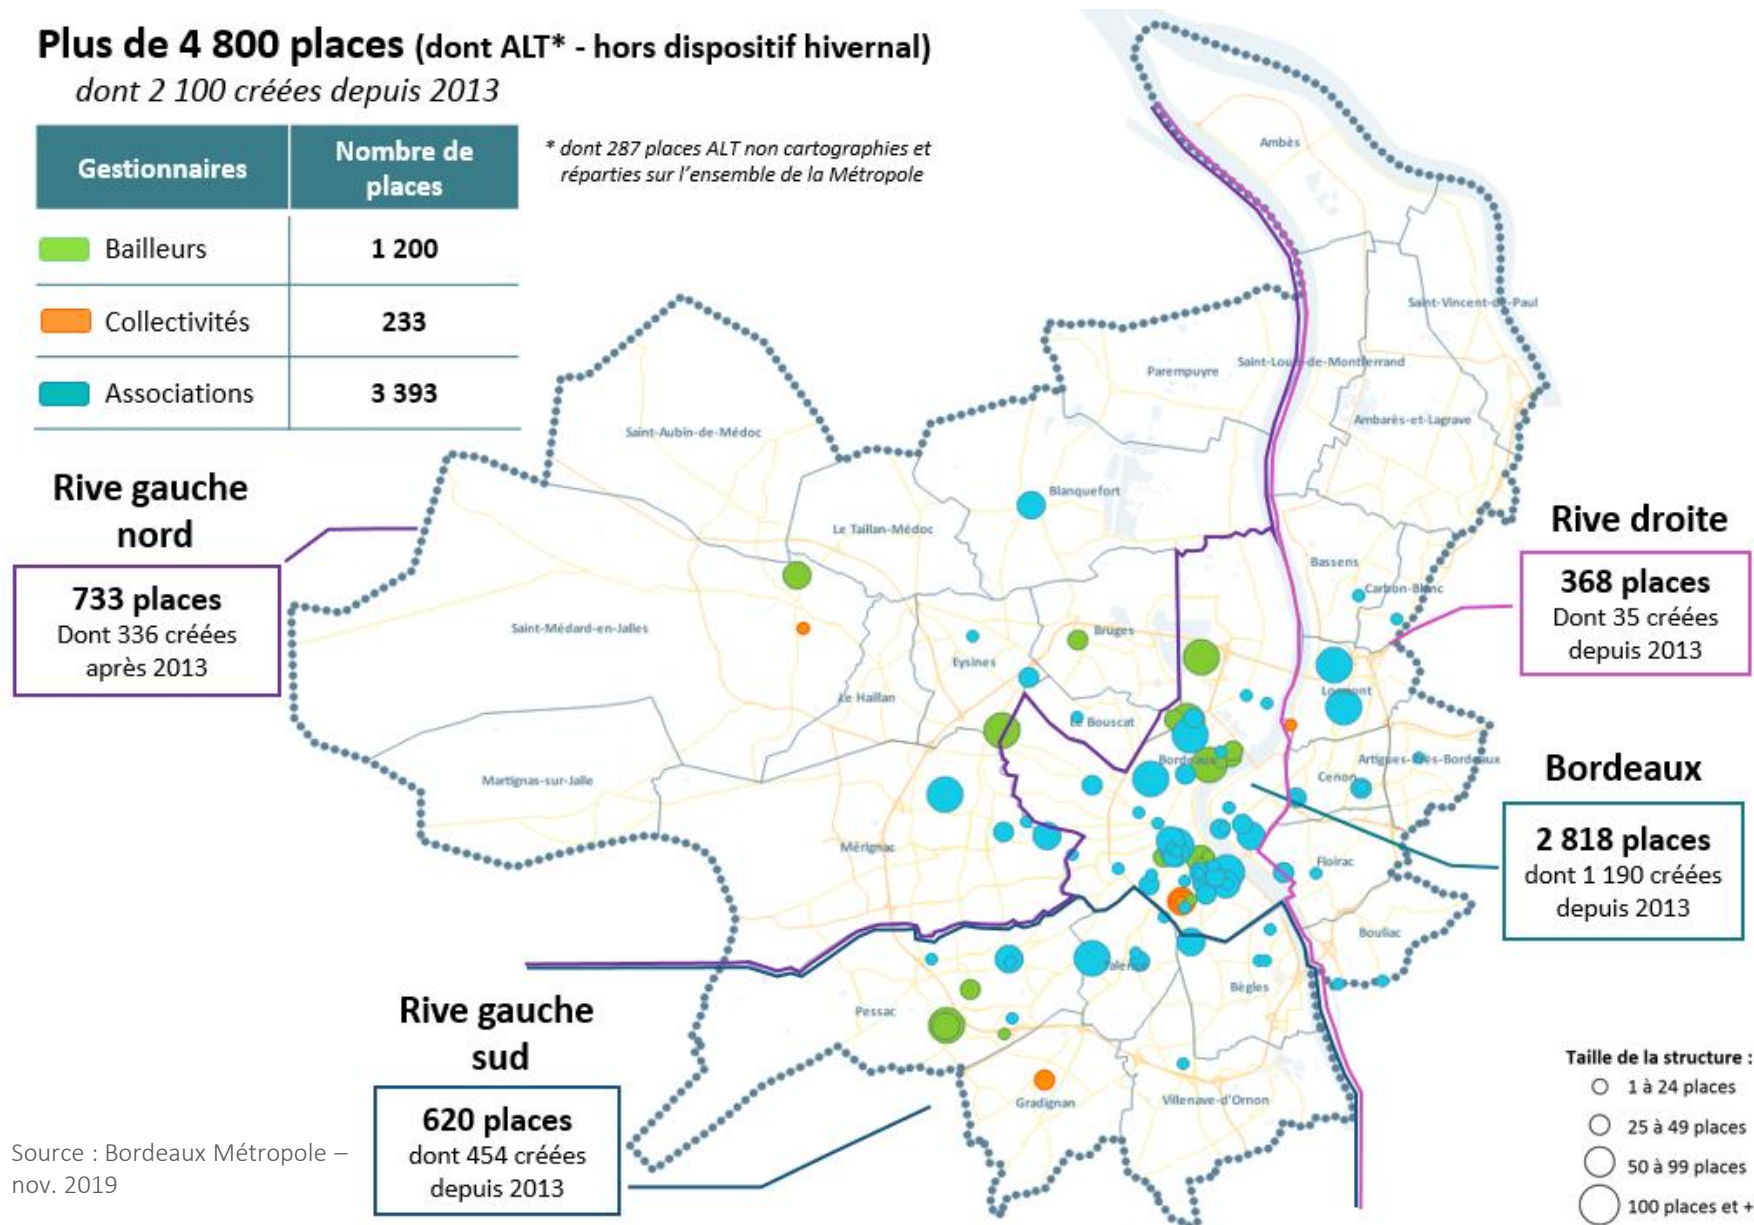 Plus de 4 800 places (dont ALT* - hors dispositif hivernal)
dont 2 100 créées depuis 2013
Gestionnaires
Nombre de
places
Bailleurs
1 200
Collectivités
233
Associations
3 393
* dont 287 places ALT non cartographies et
réparties sur l'ensemble de la Métropole
Ambès
Saint-Vincent-de-Paul
Saint-Louis-de-Montferrand
Parempuyre
Ambarès-et-Lagrave
Saint-Aubin-de-Médoc
Blanquefort
Le Taillan-Médoc
Bassens
Carbon-Blanc
Saint-Médard-en-Jalles
Bruges
Eysines
Le Haillan
Lormont
Le Bouscat
Bordeaux
Artigues-Près-Bordeaux
Cenon
Martignas-sur-Jalle
Mérignac
Floirac
Bouliac
Talence
Bègles
Pessac
Gradignan
Villenave-d'Ornon
Rive gauche
nord
733 places
Dont 336 créées
après 2013
Rive droite
368 places
Dont 35 créées
depuis 2013
Bordeaux
2 818 places
dont 1 190 créées
depuis 2013
Rive gauche
sud
620 places
dont 454 créées
depuis 2013
Taille de la structure :
1 à 24 places
25 à 49 places
50 à 99 places
100 places et +
Source : Bordeaux Métropole –
nov. 2019